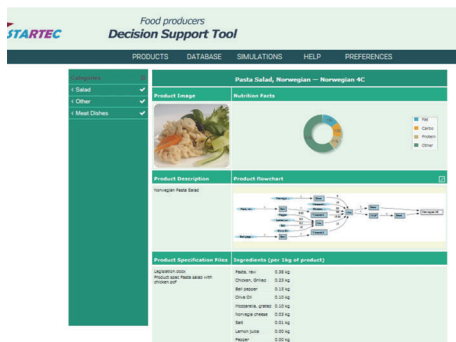 STARTEC
Food producers
Decision Support Tool
PRODUCTS DATABASE SIMULATIONS HELP PREFERENCES
Categories
Salad
Other
Meat Dishes
Pasta Salad, Norwegian — Norwegian 4C
Product Image
Nutrition Facts
Fat
Carbo
Protein
Other
Product Description
Product flowchart
Norwegian Pasta Salad
Product Specification Files
Ingredients (per 1kg of product)
Legislation.docx
Product spec Pasta salad with
chicken.pdf
Pasta, raw 0.38 kg
Chicken, Grilled 0.23 kg
Bell pepper 0.15 kg
Olive Oil 0.10 kg
Mozzarella, grated 0.10 kg
Norvegia cheese 0.03 kg
Salt 0.01 kg
Lemon juice 0.00 kg
Pepper 0.00 kg